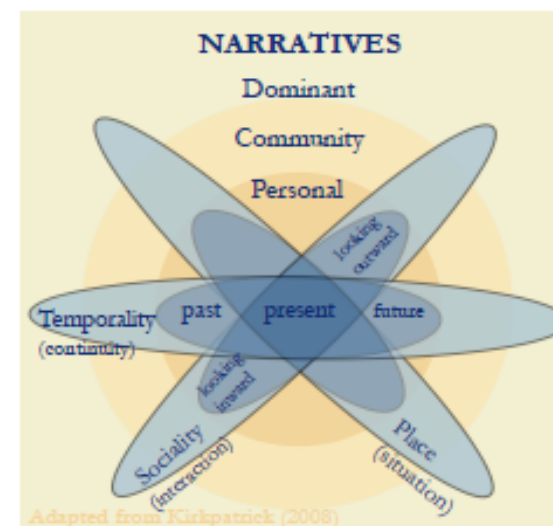 NARRATIVES
Dominant
Community
Personal
looking
outward
Temporality
(continuity)
past
present
future
looking
inward
Sociality
(interaction)
Place
(situation)
Adapted from Kirkpatrick (2008)